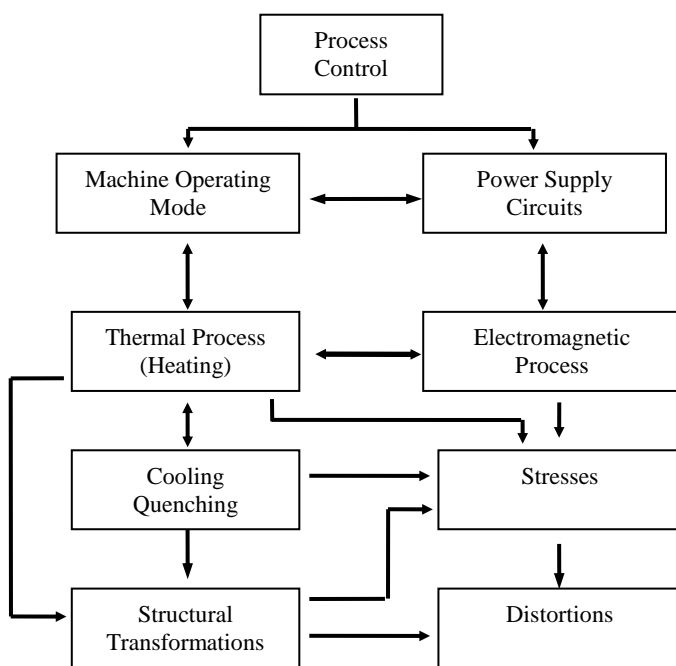 Process
Control
Machine Operating
Mode
Power Supply
Circuits
Thermal Process
(Heating)
Electromagnetic
Process
Cooling
Quenching
Stresses
Structural
Transformations
Distortions